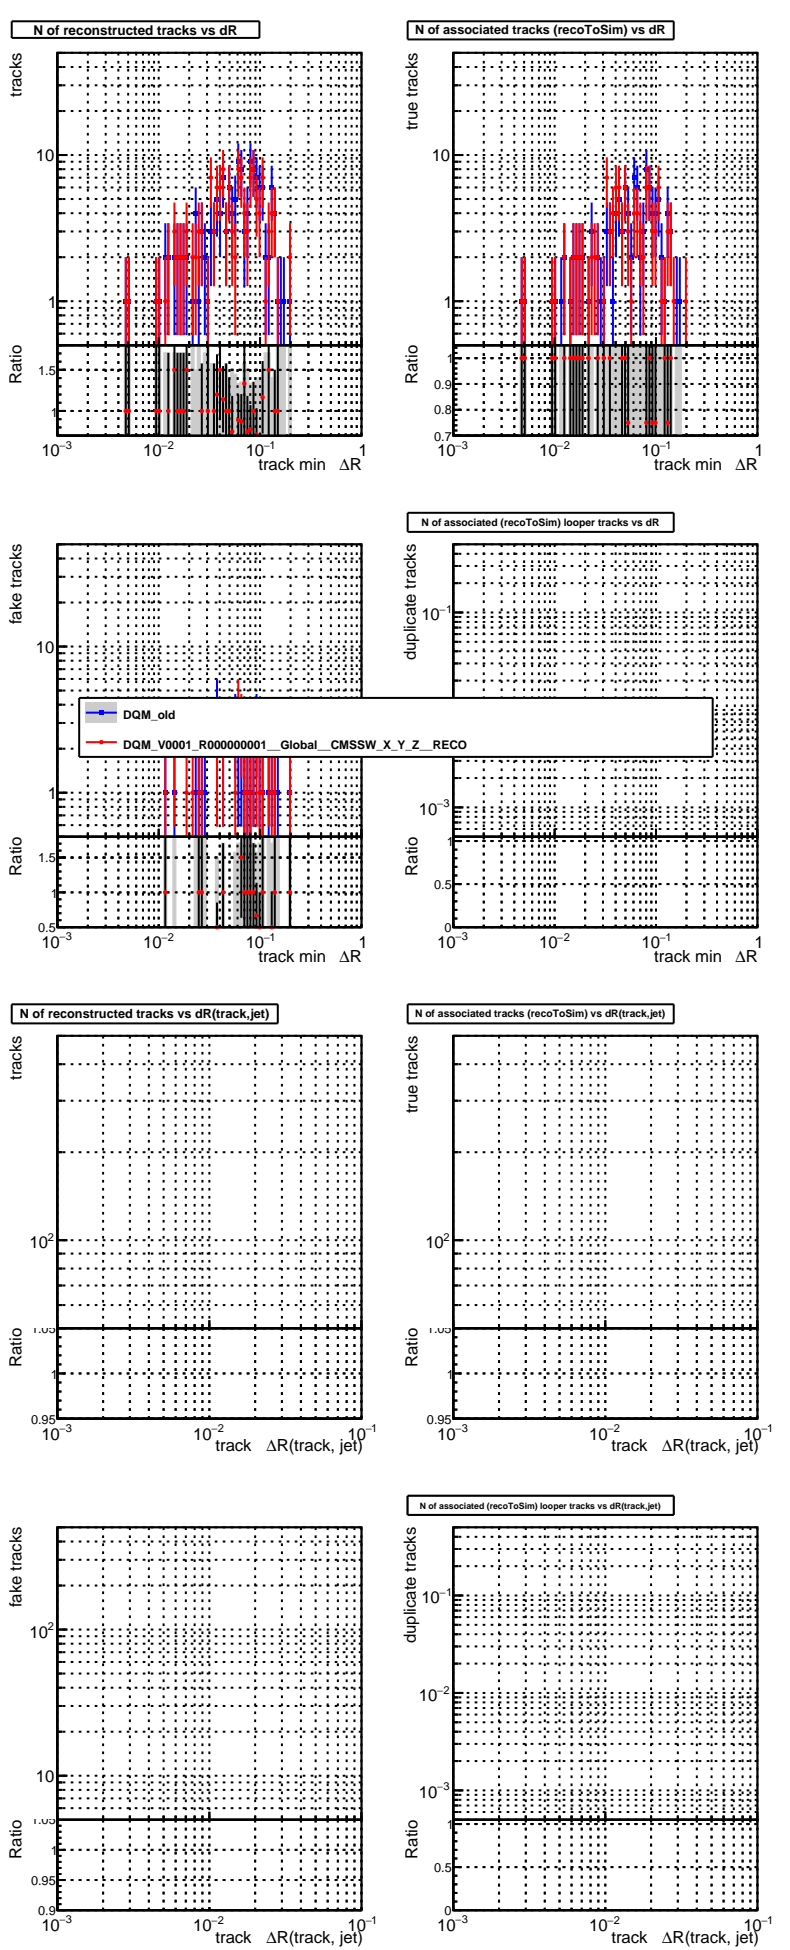 N of reconstructed tracks vs dR
tracks
10
1
Ratio
1.5
1
10⁻³ 10⁻² 10⁻¹ 1
track min ΔR
N of associated tracks (recoToSim) vs dR
true tracks
10
1
Ratio
1
0.9
0.8
0.7
10⁻³ 10⁻² 10⁻¹ 1
track min ΔR
fake tracks
10
1
Ratio
1.5
1
0.5
10⁻³ 10⁻² 10⁻¹ 1
track min ΔR
N of associated (recoToSim) looper tracks vs dR
duplicate tracks
10⁻¹
10⁻³
Ratio
1
0.5
0
10⁻³ 10⁻² 10⁻¹ 1
track min ΔR
DQM_old
DQM_V0001_R000000001__Global__CMSSW_X_Y_Z__RECO
N of reconstructed tracks vs dR(track,jet)
tracks
10²
Ratio
1.05
1
0.95
10⁻³ 10⁻² 10⁻¹
track ΔR(track, jet)
N of associated tracks (recoToSim) vs dR(track,jet)
true tracks
10²
Ratio
1.05
1
0.95
10⁻³ 10⁻² 10⁻¹
track ΔR(track, jet)
fake tracks
10²
10
Ratio
1.05
1
0.95
0.9
10⁻³ 10⁻² 10⁻¹
track ΔR(track, jet)
N of associated (recoToSim) looper tracks vs dR(track,jet)
duplicate tracks
10⁻¹
10⁻²
10⁻³
Ratio
1
0.5
0
10⁻³ 10⁻² 10⁻¹
track ΔR(track, jet)